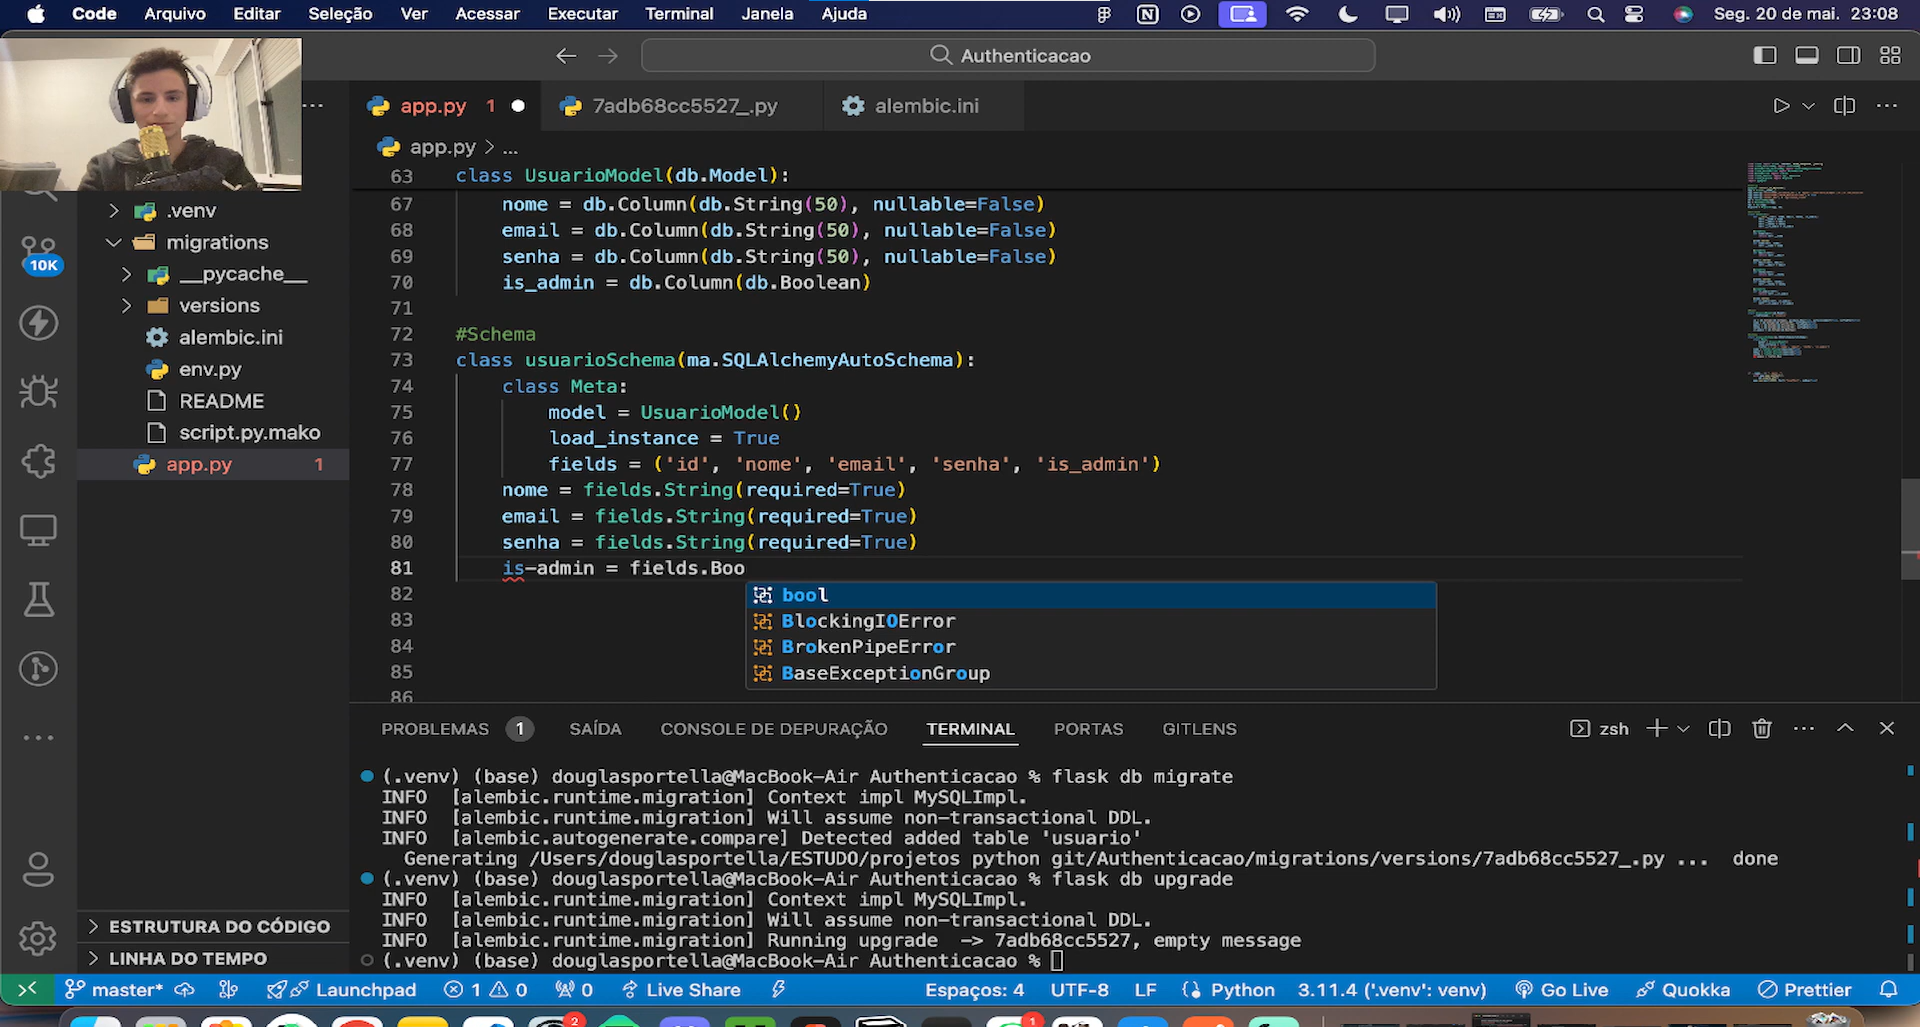 Code Arquivo Editar Seleção Ver Acessar Executar Terminal Janela Ajuda Seg. 20 de mai. 23:08
Authenticacao
app.py 1 7adb68cc5527_.py alembic.ini
app.py > ...
63 class UsuarioModel(db.Model):
67 nome = db.Column(db.String(50), nullable=False)
68 email = db.Column(db.String(50), nullable=False)
69 senha = db.Column(db.String(50), nullable=False)
70 is_admin = db.Column(db.Boolean)
71
72 #Schema
73 class usuarioSchema(ma.SQLAlchemyAutoSchema):
74 class Meta:
75 model = UsuarioModel()
76 load_instance = True
77 fields = ('id', 'nome', 'email', 'senha', 'is_admin')
78 nome = fields.String(required=True)
79 email = fields.String(required=True)
80 senha = fields.String(required=True)
81 is-admin = fields.Boo
82
83
84
85
86
bool
BlockingIOError
BrokenPipeError
BaseExceptionGroup
.venv
migrations
__pycache__
versions
alembic.ini
env.py
README
script.py.mako
app.py 1
10K
ESTRUTURA DO CÓDIGO
LINHA DO TEMPO
PROBLEMAS 1 SAÍDA CONSOLE DE DEPURAÇÃO TERMINAL PORTAS GITLENS zsh
(.venv) (base) douglasportella@MacBook-Air Authenticacao % flask db migrate
INFO [alembic.runtime.migration] Context impl MySQLImpl.
INFO [alembic.runtime.migration] Will assume non-transactional DDL.
INFO [alembic.autogenerate.compare] Detected added table 'usuario'
Generating /Users/douglasportella/ESTUDO/projetos python git/Authenticacao/migrations/versions/7adb68cc5527_.py ... done
(.venv) (base) douglasportella@MacBook-Air Authenticacao % flask db upgrade
INFO [alembic.runtime.migration] Context impl MySQLImpl.
INFO [alembic.runtime.migration] Will assume non-transactional DDL.
INFO [alembic.runtime.migration] Running upgrade -> 7adb68cc5527, empty message
(.venv) (base) douglasportella@MacBook-Air Authenticacao %
master* Launchpad 1 0 0 Live Share Espaços: 4 UTF-8 LF Python 3.11.4 ('.venv': venv) Go Live Quokka Prettier
2 1